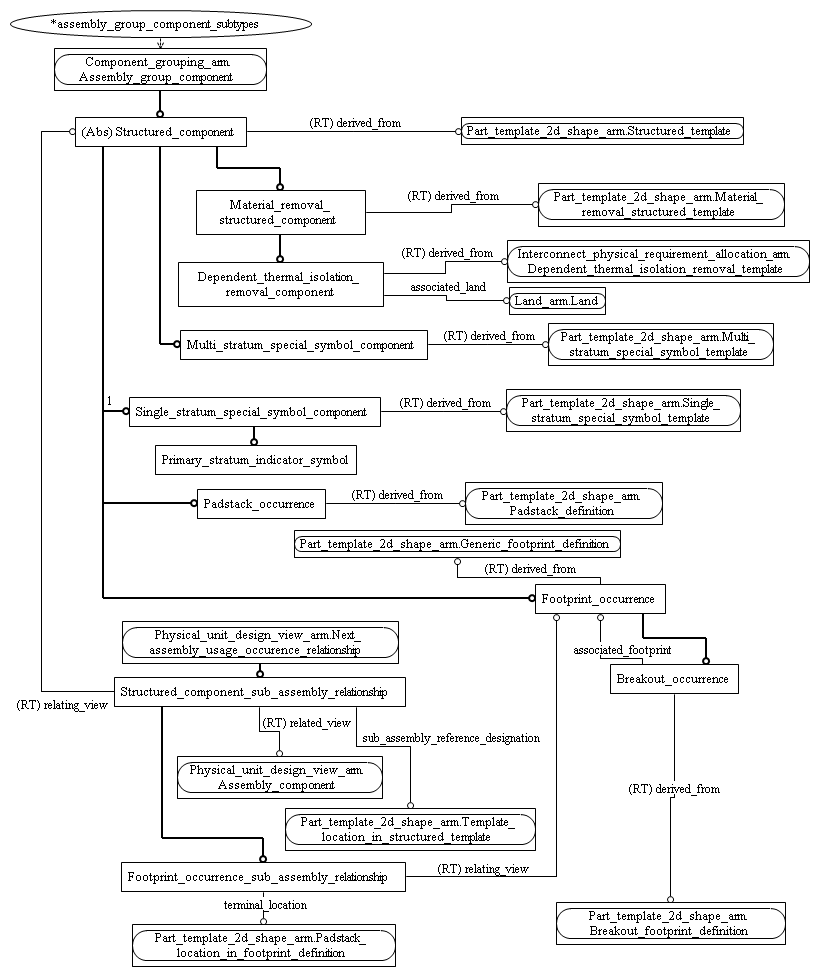 *assembly_group_component_subtypes
Component_grouping_arm.
Assembly_group_component
(Abs) Structured_component
(RT) derived_from
Part_template_2d_shape_arm.Structured_template
Material_removal_
structured_component
(RT) derived_from
Part_template_2d_shape_arm.Material_
removal_structured_template
Dependent_thermal_isolation_
removal_component
(RT) derived_from
Interconnect_physical_requirement_allocation_arm.
Dependent_thermal_isolation_removal_template
associated_land
Land_arm.Land
Multi_stratum_special_symbol_component
(RT) derived_from
Part_template_2d_shape_arm.Multi_
stratum_special_symbol_template
1
Single_stratum_special_symbol_component
(RT) derived_from
Part_template_2d_shape_arm.Single_
stratum_special_symbol_template
Primary_stratum_indicator_symbol
Padstack_occurrence
(RT) derived_from
Part_template_2d_shape_arm.
Padstack_definition
Part_template_2d_shape_arm.Generic_footprint_definition
(RT) derived_from
Footprint_occurrence
Physical_unit_design_view_arm.Next_
assembly_usage_occurence_relationship
associated_footprint
Breakout_occurrence
Structured_component_sub_assembly_relationship
(RT) relating_view
(RT) related_view
sub_assembly_reference_designation
Physical_unit_design_view_arm.
Assembly_component
(RT) derived_from
Part_template_2d_shape_arm.Template_
location_in_structured_template
Footprint_occurrence_sub_assembly_relationship
(RT) relating_view
terminal_location
Part_template_2d_shape_arm.
Breakout_footprint_definition
Part_template_2d_shape_arm.Padstack_
location_in_footprint_definition